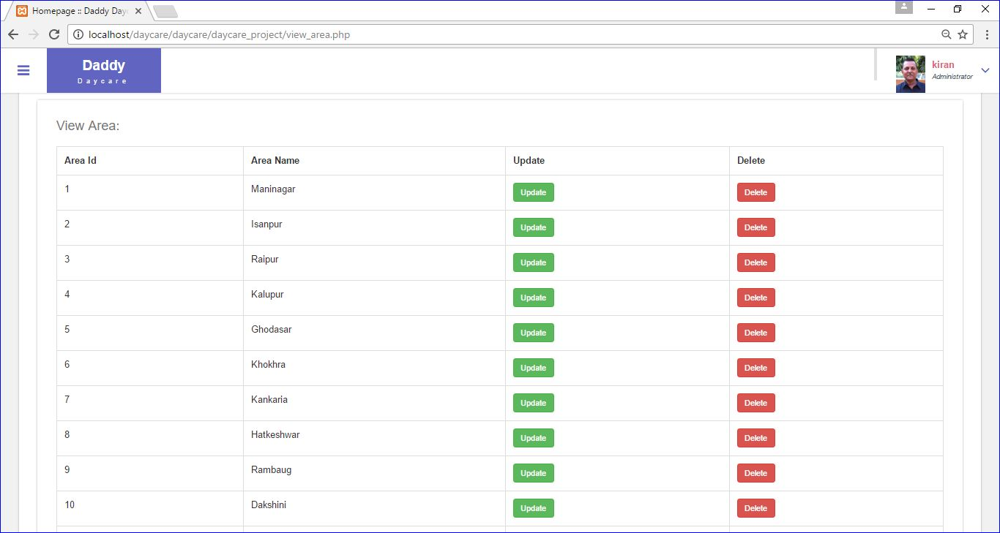 Homepage :: Daddy Day
localhost/daycare/daycare/daycare_project/view_area.php
Daddy
Daycare
kiran
Administrator
View Area:
Area Id Area Name Update Delete
1 Maninagar Update Delete
2 Isanpur Update Delete
3 Raipur Update Delete
4 Kalupur Update Delete
5 Ghodasar Update Delete
6 Khokhra Update Delete
7 Kankaria Update Delete
8 Hatkeshwar Update Delete
9 Rambaug Update Delete
10 Dakshini Update Delete